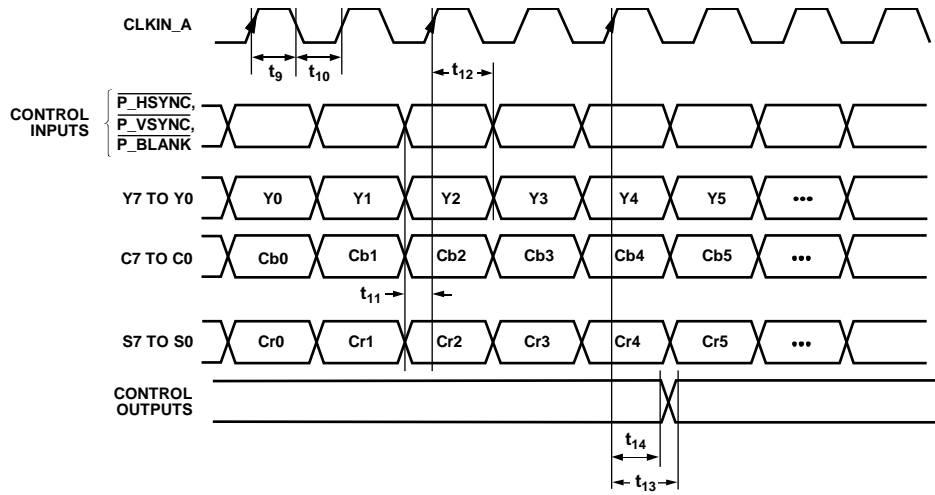 CLKIN_A
t9
t10
t12
CONTROL INPUTS
P_HSYNC,
P_VSYNC,
P_BLANK
Y7 TO Y0
Y0 Y1 Y2 Y3 Y4 Y5 •••
C7 TO C0
Cb0 Cb1 Cb2 Cb3 Cb4 Cb5 •••
t11
S7 TO S0
Cr0 Cr1 Cr2 Cr3 Cr4 Cr5 •••
CONTROL
OUTPUTS
t14
t13